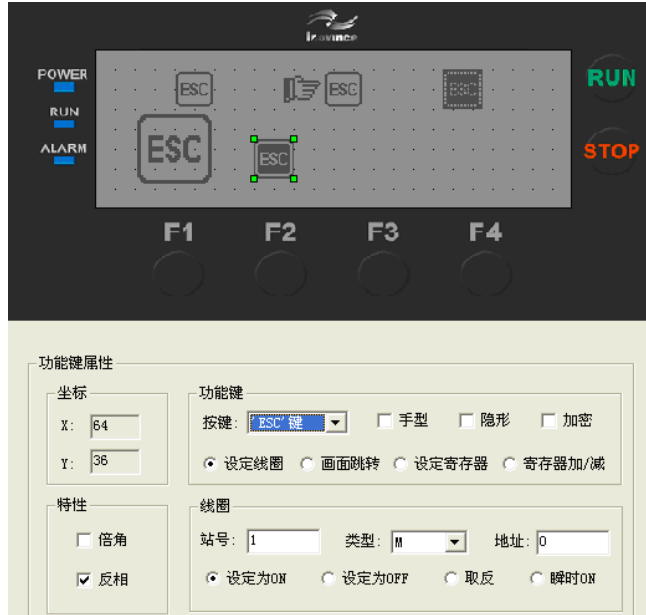 Inovince
POWER
RUN
ALARM
ESC ESC ESC
ESC ESC
RUN
STOP
F1 F2 F3 F4
功能键属性
坐标
X: 64
Y: 36
功能键
按键: 'ESC'键 手型 隐形 加密
设定线圈 画面跳转 设定寄存器 寄存器加/减
特性
倍角
反相
线圈
站号: 1 类型: M 地址: 0
设定为ON 设定为OFF 取反 瞬时ON